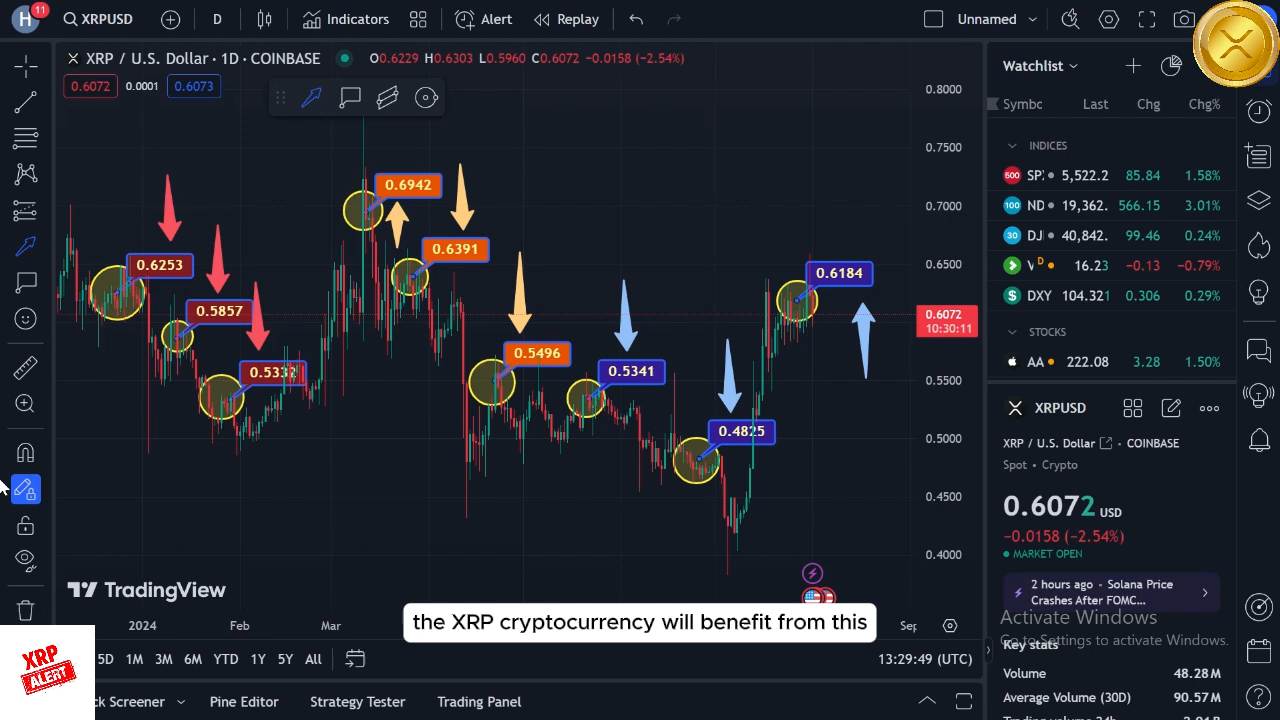 H
11
XRPUSD
D
Indicators
Alert
Replay
Unnamed
XRP / U.S. Dollar · 1D · COINBASE
O0.6229 H0.6303 L0.5960 C0.6072 −0.0158 (−2.54%)
0.6072
0.0001
0.6073
0.8000
0.7500
0.7000
0.6500
0.6072
10:30:11
0.5500
0.5000
0.4500
0.4000
0.6942
0.6391
0.6253
0.6184
0.5857
0.5496
0.5332
0.5341
0.4825
TradingView
2024
Feb
Mar
Sep
the XRP cryptocurrency will benefit from this
XRP
ALERT
5D 1M 3M 6M YTD 1Y 5Y All
13:29:49 (UTC)
ck Screener
Pine Editor
Strategy Tester
Trading Panel
Watchlist
Symbc Last Chg Chg%
INDICES
500 SP 5,522.2 85.84 1.58%
100 ND 19,362. 566.15 3.01%
30 DJ 40,842. 99.46 0.24%
V D 16.23 −0.13 −0.79%
$ DXY 104.321 0.306 0.29%
STOCKS
AA 222.08 3.28 1.50%
XRPUSD
XRP / U.S. Dollar · COINBASE
Spot · Crypto
0.6072 USD
−0.0158 (−2.54%)
MARKET OPEN
2 hours ago · Solana Price
Crashes After FOMC...
Activate Windows
Go to Settings to activate Windows.
Key stats
Volume 48.28M
Average Volume (30D) 90.57M